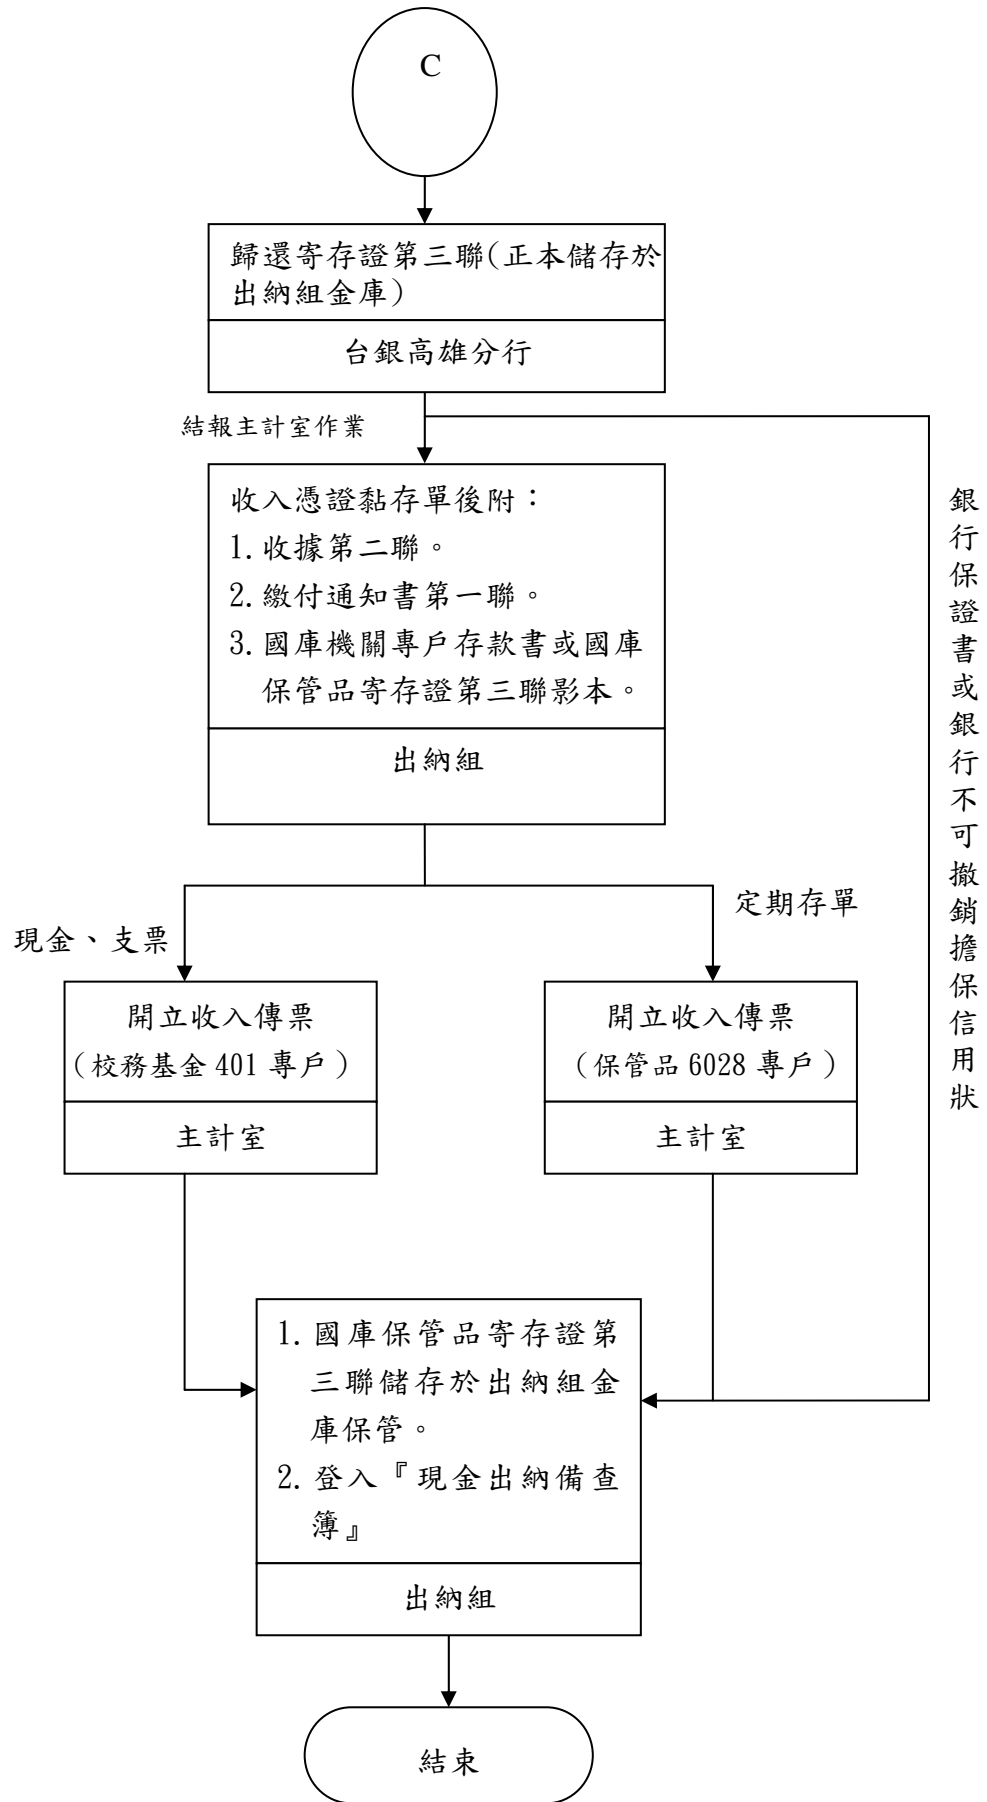 C
歸還寄存證第三聯(正本儲存於
出納組金庫)
台銀高雄分行
結報主計室作業
收入憑證黏存單後附：
1.收據第二聯。
2.繳付通知書第一聯。
3.國庫機關專戶存款書或國庫
保管品寄存證第三聯影本。
出納組
銀行保證書或銀行不可撤銷擔保信用狀
現金、支票
定期存單
開立收入傳票
（校務基金 401 專戶）
主計室
開立收入傳票
（保管品 6028 專戶）
主計室
1. 國庫保管品寄存證第
三聯儲存於出納組金
庫保管。
2. 登入『現金出納備查
簿』
出納組
結束